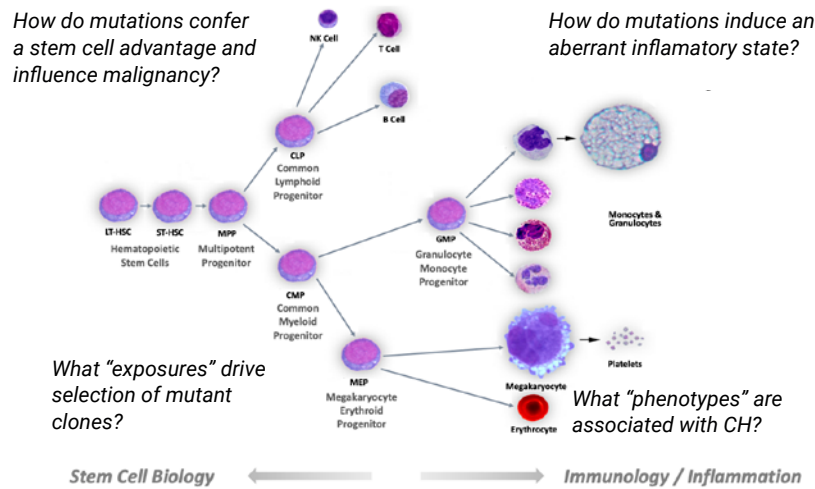 How do mutations confer
a stem cell advantage and
influence malignancy?
How do mutations induce an
aberrant inflamatory state?
NK Cell
T Cell
B Cell
CLP
Common
Lymphoid
Progenitor
LT-HSC
ST-HSC
MPP
Hematopoietic
Stem Cells
Multipotent
Progenitor
GMP
Granulocyte
Monocyte
Progenitor
Monocytes &
Granulocytes
CMP
Common
Myeloid
Progenitor
MEP
Megakaryocyte
Erythroid
Progenitor
Megakaryocyte
Platelets
Erythrocyte
What “exposures” drive
selection of mutant
clones?
What “phenotypes” are
associated with CH?
Stem Cell Biology
Immunology / Inflammation